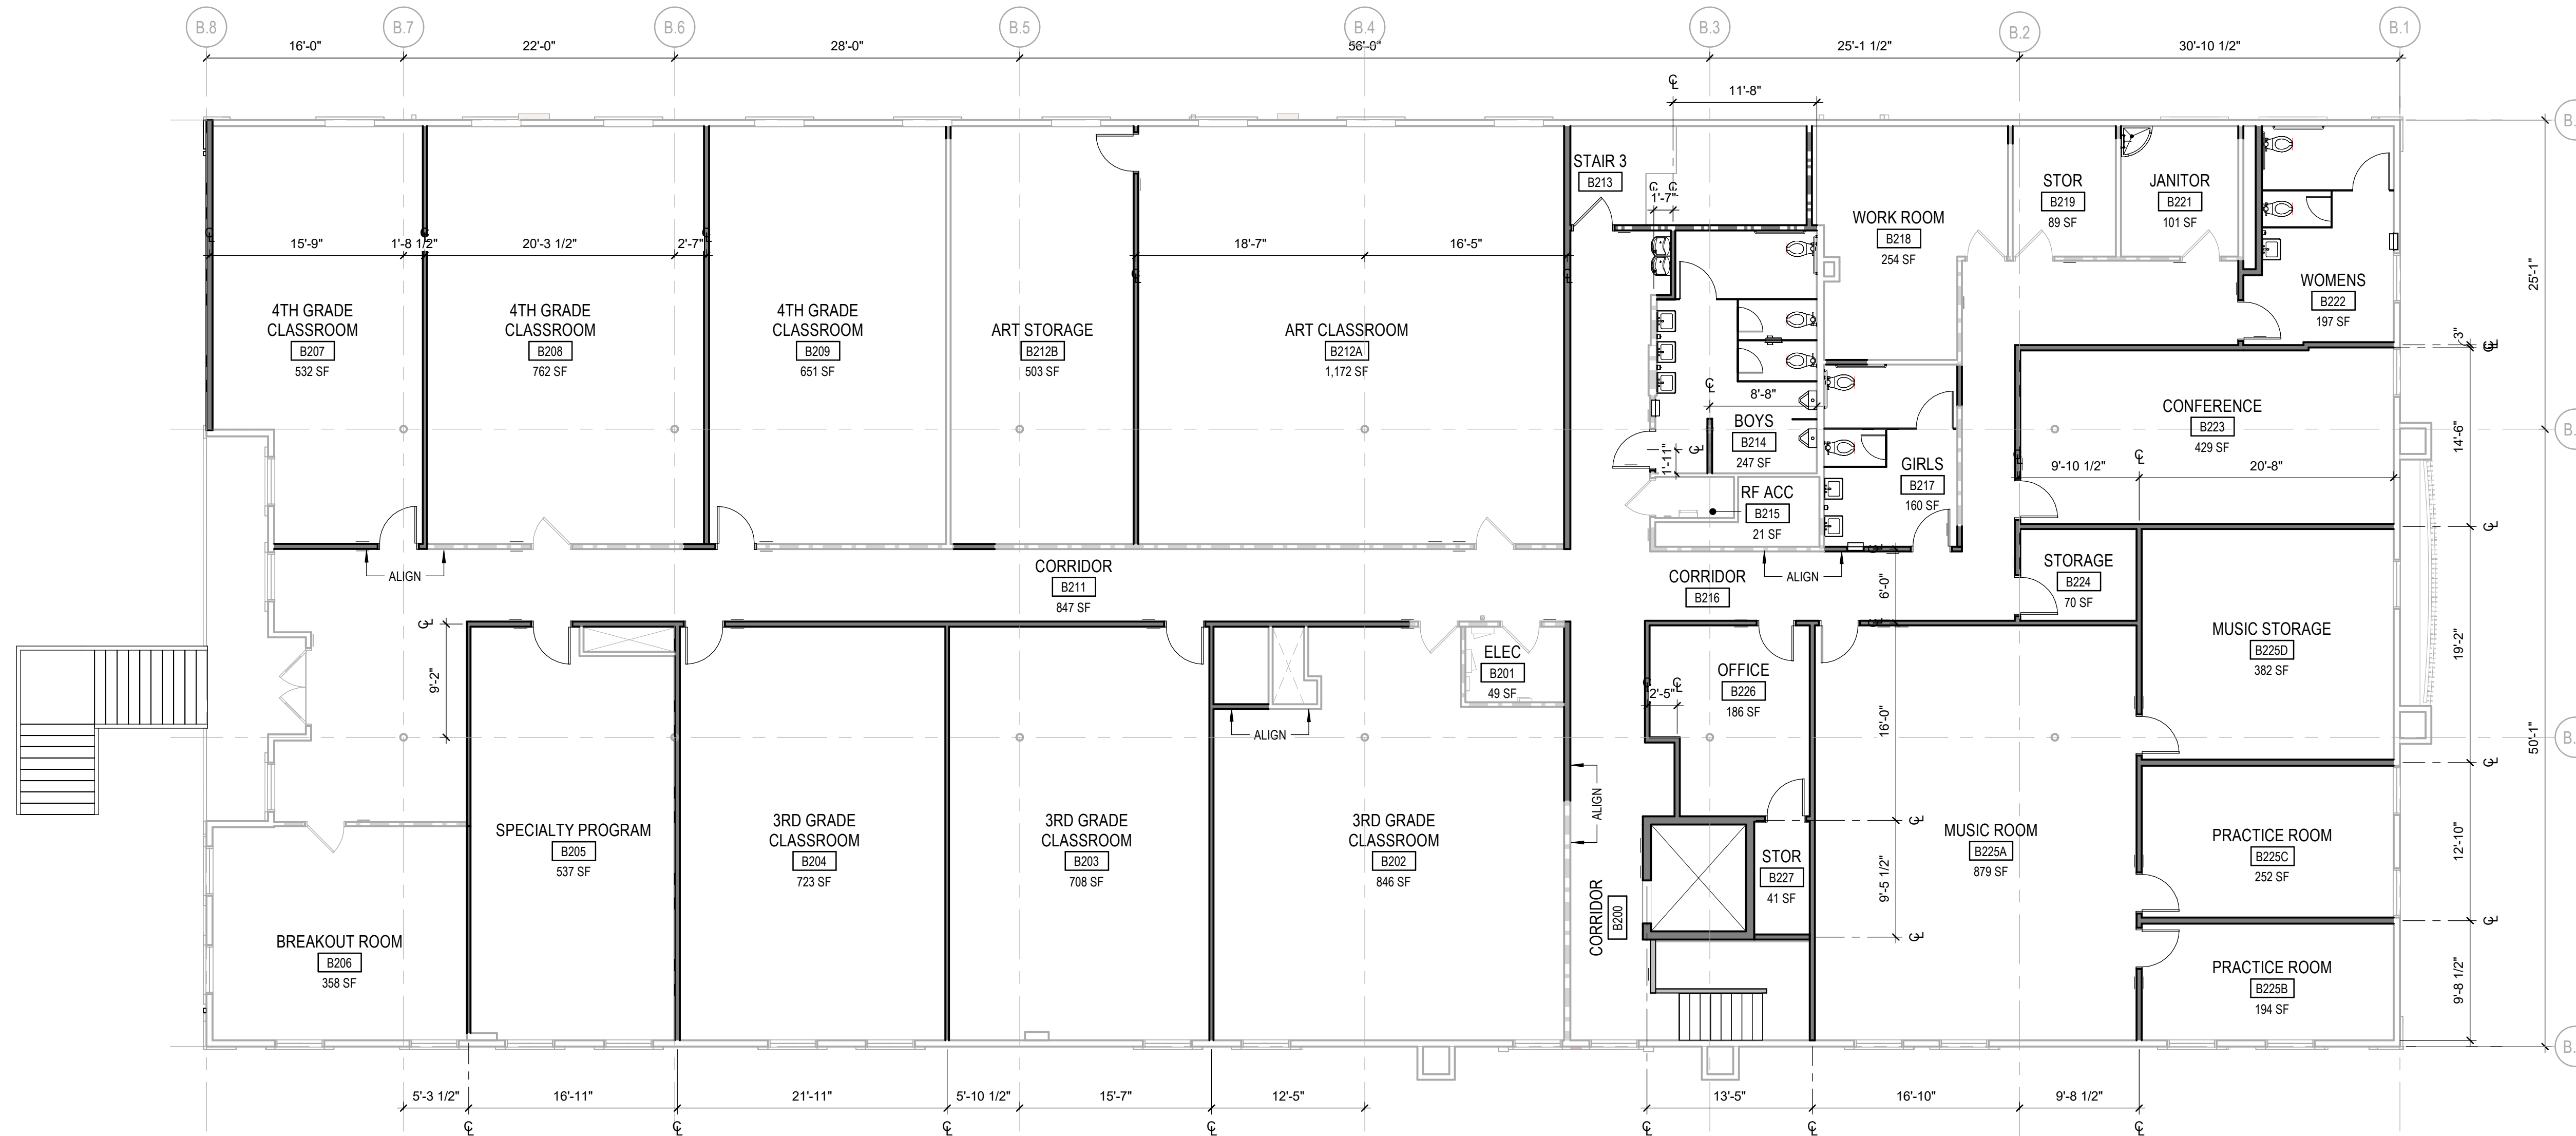 B.8
B.7
B.6
B.5
B.4
B.3
B.2
B.1
16'-0"
22'-0"
28'-0"
56'-0"
25'-1 1/2"
30'-10 1/2"
11'-8"
STAIR 3
B213
1'-7"
WORK ROOM
B218
254 SF
STOR
B219
89 SF
JANITOR
B221
101 SF
WOMENS
B222
197 SF
25'-1"
3"
15'-9"
1'-8 1/2"
20'-3 1/2"
2'-7"
18'-7"
16'-5"
4TH GRADE
CLASSROOM
B207
532 SF
4TH GRADE
CLASSROOM
B208
762 SF
4TH GRADE
CLASSROOM
B209
651 SF
ART STORAGE
B212B
503 SF
ART CLASSROOM
B212A
1,172 SF
8'-8"
BOYS
B214
247 SF
1'-11"
RF ACC
B215
21 SF
GIRLS
B217
160 SF
CONFERENCE
B223
429 SF
9'-10 1/2"
20'-8"
14'-6"
ALIGN
CORRIDOR
B211
847 SF
CORRIDOR
B216
ALIGN
6'-0"
STORAGE
B224
70 SF
MUSIC STORAGE
B225D
382 SF
19'-2"
50'-1"
9'-2"
ELEC
B201
49 SF
ALIGN
OFFICE
B226
186 SF
2'-5"
16'-0"
ALIGN
SPECIALTY PROGRAM
B205
537 SF
3RD GRADE
CLASSROOM
B204
723 SF
3RD GRADE
CLASSROOM
B203
708 SF
3RD GRADE
CLASSROOM
B202
846 SF
CORRIDOR
B200
STOR
B227
41 SF
9'-5 1/2"
MUSIC ROOM
B225A
879 SF
PRACTICE ROOM
B225C
252 SF
12'-10"
BREAKOUT ROOM
B206
358 SF
PRACTICE ROOM
B225B
194 SF
9'-8 1/2"
5'-3 1/2"
16'-11"
21'-11"
5'-10 1/2"
15'-7"
12'-5"
13'-5"
16'-10"
9'-8 1/2"